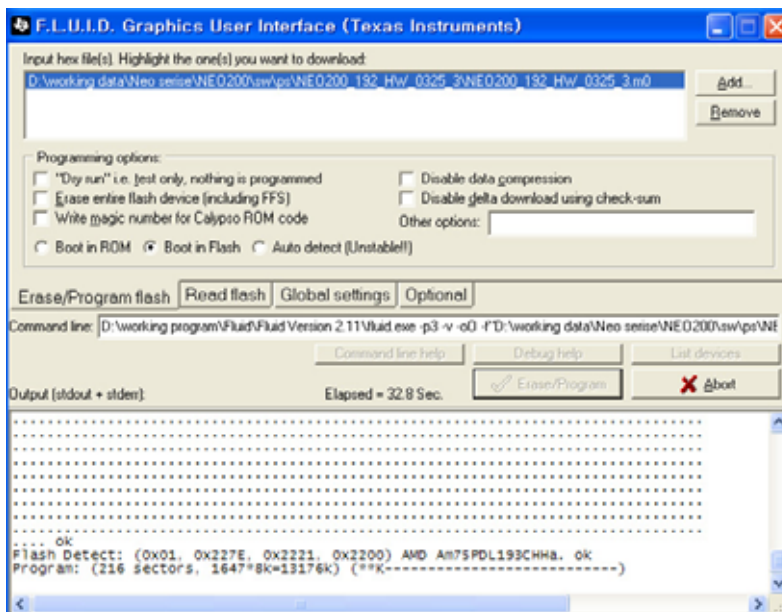 F.L.U.I.D. Graphics User Interface (Texas Instruments)
Input hex file(s). Highlight the one(s) you want to download:
D:\working data\Neo serise\NEO200\sw\ps\NEO200_192_HW_0325_3\NEO200_192_HW_0325_3.m0
Add...
Remove
Programming options:
"Dry run" i.e. test only, nothing is programmed
Disable data compression
Erase entire flash device (including FFS)
Disable delta download using check-sum
Write magic number for Calypso ROM code
Other options:
Boot in ROM Boot in Flash Auto detect (Unstable!!)
Erase/Program flash Read flash Global settings Optional
Command line: D:\working program\Fluid\Fluid Version 2.11\fluid.exe -p3 -v -oO -f"D:\working data\Neo serise\NEO200\sw\ps\NE
Command line help Debug help List devices
Output (stdout + stderr): Elapsed = 32.8 Sec. Erase/Program Abort
.... ok
Flash Detect: (0x01, 0x227E, 0x2221, 0x2200) AMD Am75PDL193CHHa. ok
Program: (216 sectors, 1647*8k=13176k) (**K----------------------------)